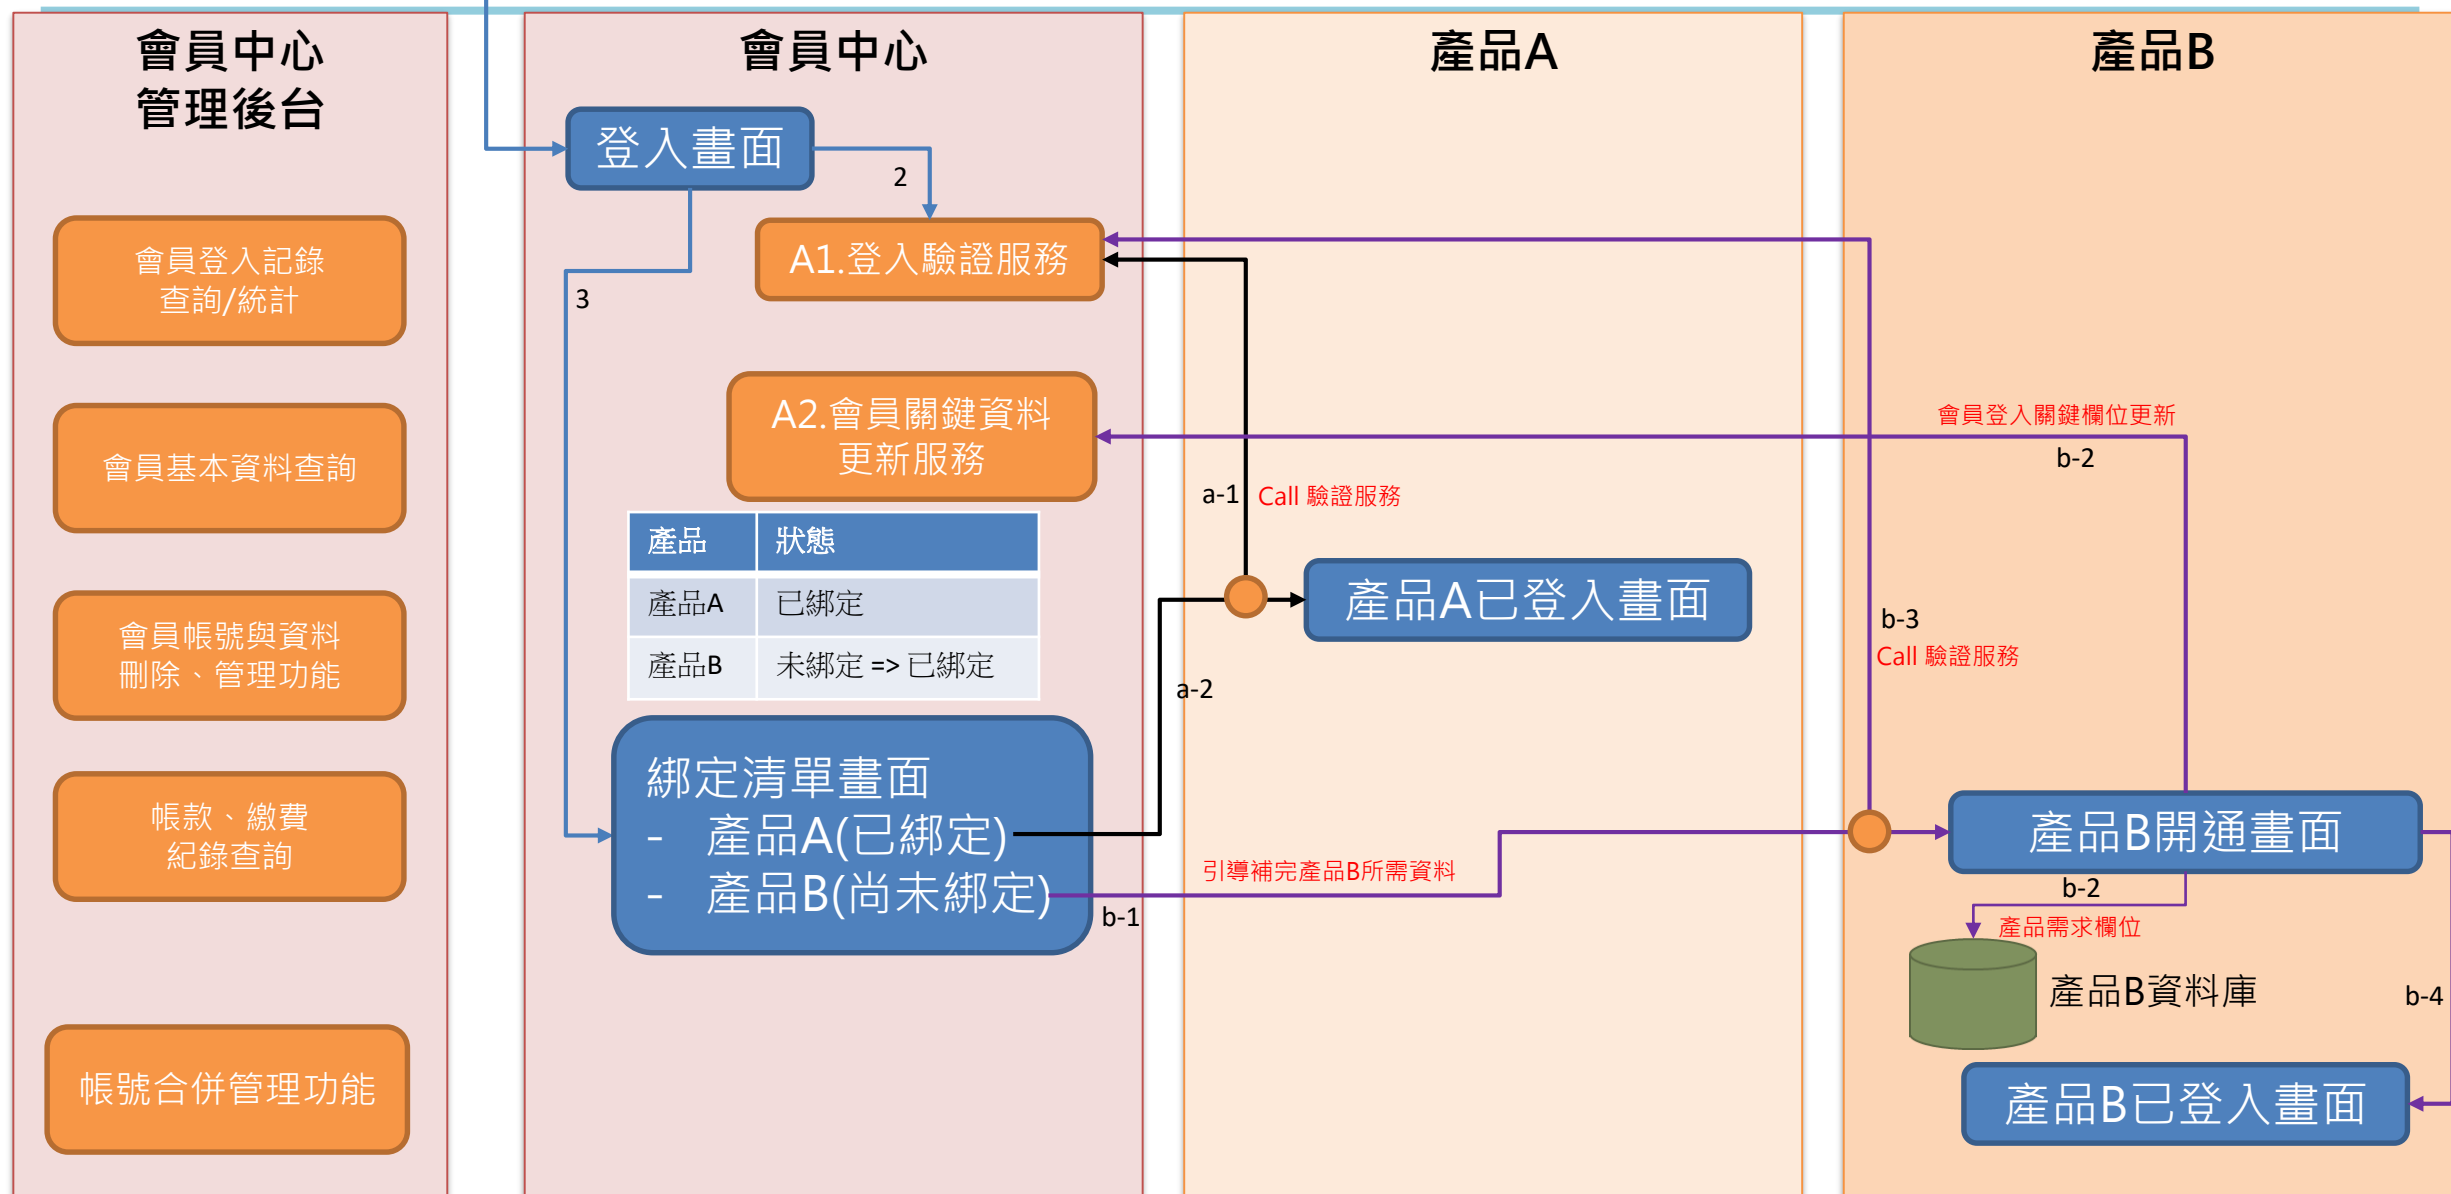 會員中心
管理後台
會員登入記錄
查詢/統計
會員基本資料查詢
會員帳號與資料
刪除、管理功能
帳款、繳費
紀錄查詢
帳號合併管理功能
會員中心
登入畫面
2
3
A1.登入驗證服務
A2.會員關鍵資料
更新服務
產品 狀態
產品A 已綁定
產品B 未綁定 => 已綁定
綁定清單畫面
- 產品A(已綁定)
- 產品B(尚未綁定)
b-1
產品A
a-1
Call 驗證服務
產品A已登入畫面
a-2
引導補完產品B所需資料
產品B
會員登入關鍵欄位更新
b-2
b-3
Call 驗證服務
產品B開通畫面
b-2
產品需求欄位
產品B資料庫
b-4
產品B已登入畫面